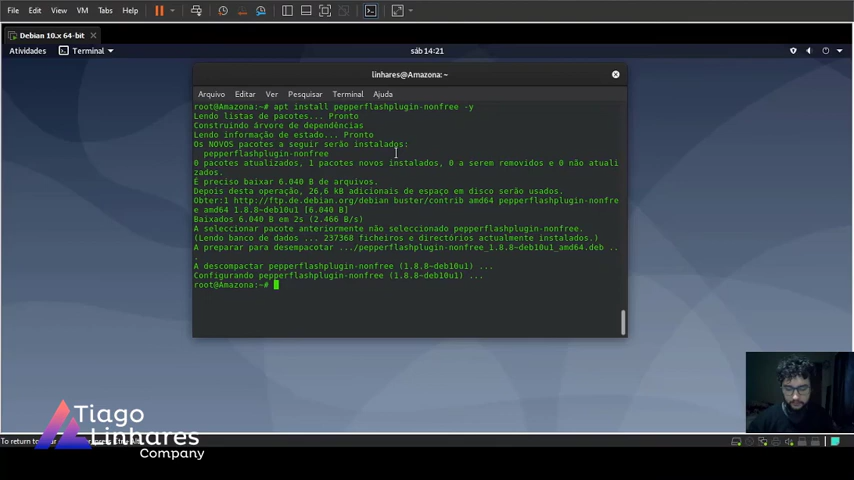 File Edit View VM Tabs Help
Debian 10.x 64-bit
Atividades Terminal sáb 14:21
linhares@Amazona: ~
Arquivo Editar Ver Pesquisar Terminal Ajuda
root@Amazona:~# apt install pepperflashplugin-nonfree -y
Lendo listas de pacotes... Pronto
Construindo árvore de dependências
Lendo informação de estado... Pronto
Os NOVOS pacotes a seguir serão instalados:
pepperflashplugin-nonfree
0 pacotes atualizados, 1 pacotes novos instalados, 0 a serem removidos e 0 não atuali
zados.
É preciso baixar 6.040 B de arquivos.
Depois desta operação, 26,6 kB adicionais de espaço em disco serão usados.
Obter:1 http://ftp.de.debian.org/debian buster/contrib amd64 pepperflashplugin-nonfre
e amd64 1.8.8~deb10u1 [6.040 B]
Baixados 6.040 B em 2s (2.466 B/s)
A seleccionar pacote anteriormente não seleccionado pepperflashplugin-nonfree.
(Lendo banco de dados ... 237368 ficheiros e directórios actualmente instalados.)
A preparar para desempacotar .../pepperflashplugin-nonfree_1.8.8~deb10u1_amd64.deb ..
.
A descompactar pepperflashplugin-nonfree (1.8.8~deb10u1) ...
Configurando pepperflashplugin-nonfree (1.8.8~deb10u1) ...
root@Amazona:~#
Tiago
Linhares
Company
To return to